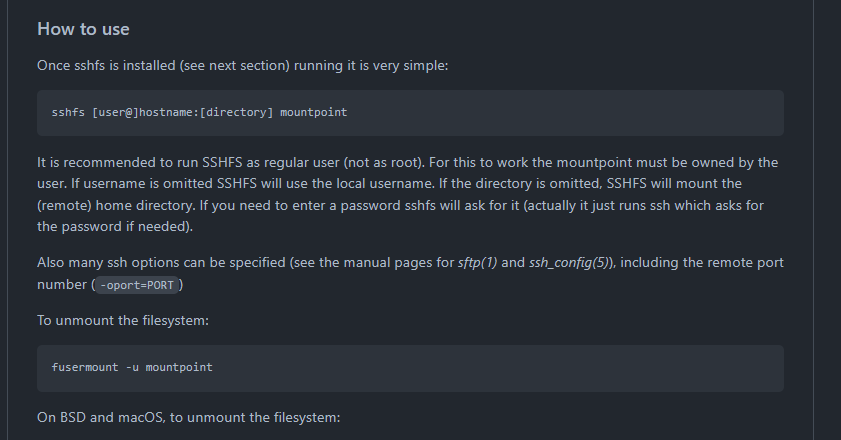 How to use
Once sshfs is installed (see next section) running it is very simple:
sshfs [user@]hostname:[directory] mountpoint
It is recommended to run SSHFS as regular user (not as root). For this to work the mountpoint must be owned by the
user. If username is omitted SSHFS will use the local username. If the directory is omitted, SSHFS will mount the
(remote) home directory. If you need to enter a password sshfs will ask for it (actually it just runs ssh which asks for
the password if needed).
Also many ssh options can be specified (see the manual pages for sftp(1) and ssh_config(5)), including the remote port
number (-oport=PORT)
To unmount the filesystem:
fusermount -u mountpoint
On BSD and macOS, to unmount the filesystem: